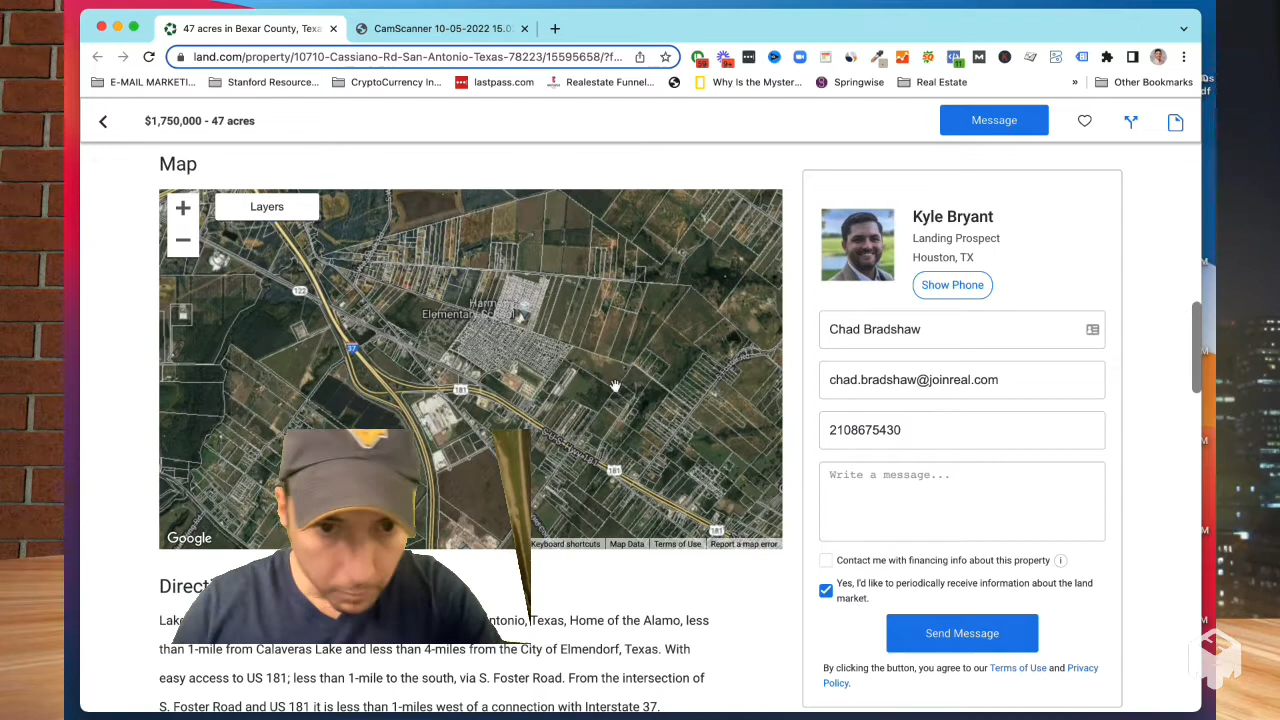 47 acres in Bexar County, Texa
CamScanner 10-05-2022 15.0
land.com/property/10710-Cassiano-Rd-San-Antonio-Texas-78223/15595658/?f...
59
9+
11
E-MAIL MARKETI...
Stanford Resource...
CryptoCurrency In...
lastpass.com
Realestate Funnel...
Why Is the Myster...
Springwise
Real Estate
»
Other Bookmarks
$1,750,000 - 47 acres
Message
Map
Layers
122
Elementary School
37
181
181
181
Google
Keyboard shortcuts
Map Data
Terms of Use
Report a map error
Kyle Bryant
Landing Prospect
Houston, TX
Show Phone
Chad Bradshaw
chad.bradshaw@joinreal.com
2108675430
Write a message...
Contact me with financing info about this property
Yes, I'd like to periodically receive information about the land
market.
Send Message
By clicking the button, you agree to our Terms of Use and Privacy
Policy.
Texas, Home of the Alamo, less
than 1-mile from Calaveras Lake and less than 4-miles from the City of Elmendorf, Texas. With
easy access to US 181; less than 1-mile to the south, via S. Foster Road. From the intersection of
S. Foster Road and US 181 it is less than 1-miles west of a connection with Interstate 37.